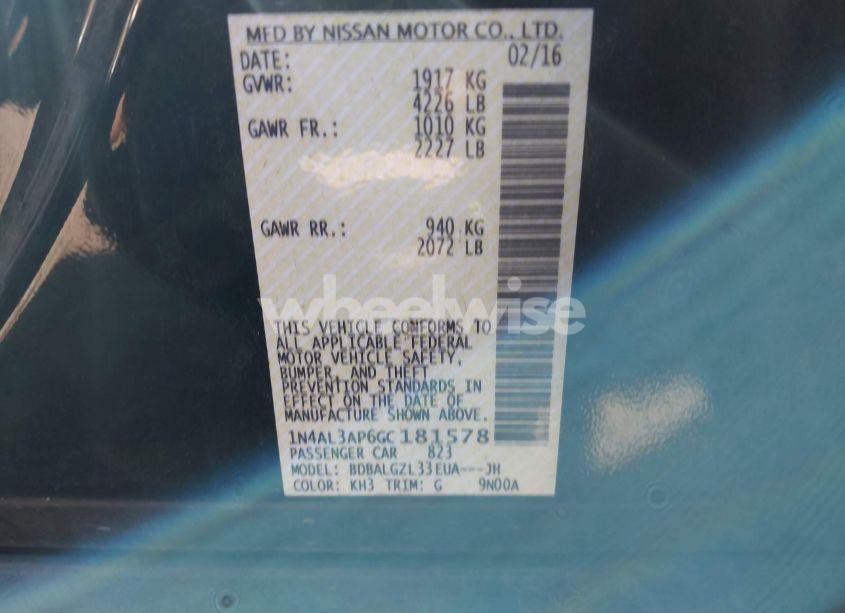 MFD BY NISSAN MOTOR CO., LTD.
DATE: 02/16
GVWR: 1917 KG
4226 LB
GAWR FR.: 1010 KG
2227 LB
GAWR RR.: 940 KG
2072 LB
wheelwise
THIS VEHICLE CONFORMS TO
ALL APPLICABLE FEDERAL
MOTOR VEHICLE SAFETY,
BUMPER, AND THEFT
PREVENTION STANDARDS IN
EFFECT ON THE DATE OF
MANUFACTURE SHOWN ABOVE.
1N4AL3AP6GC181578
PASSENGER CAR 823
MODEL: BDBALGZL33EUA---JH
COLOR: KH3 TRIM: G 9N00A